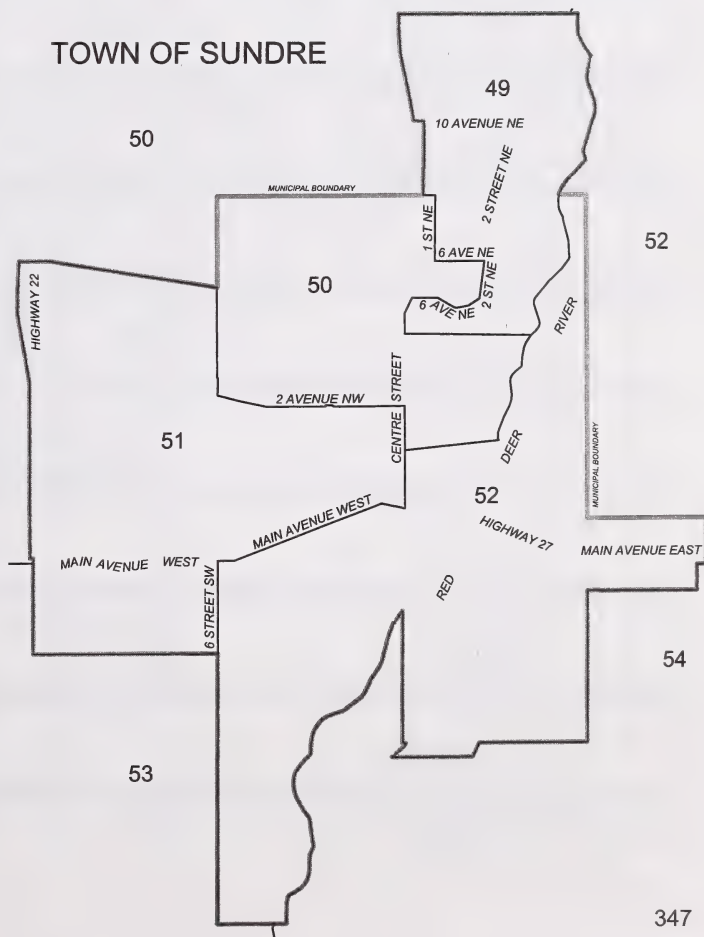 TOWN OF SUNDRE
49
50
10 AVENUE NE
2 STREET NE
MUNICIPAL BOUNDARY
1 ST NE
52
6 AVE NE
2 ST NE
50
6 AVE NE
HIGHWAY 22
RIVER
CENTRE STREET
2 AVENUE NW
51
DEER
MUNICIPAL BOUNDARY
52
MAIN AVENUE WEST
HIGHWAY 27
MAIN AVENUE EAST
MAIN AVENUE WEST
6 STREET SW
RED
54
53
347